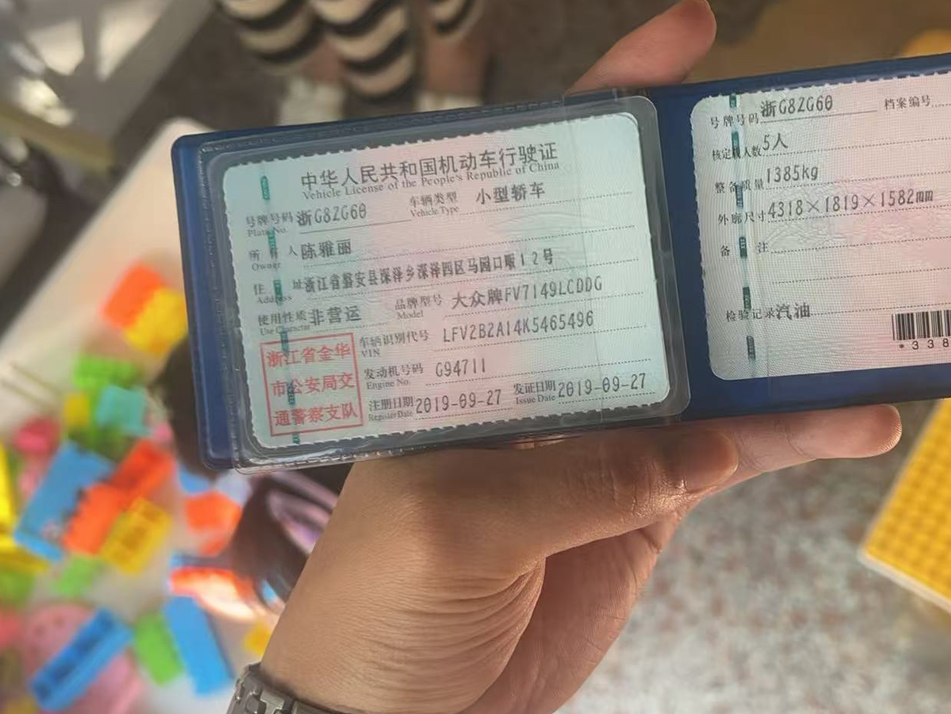 中华人民共和国机动车行驶证
Vehicle License of the People's Republic of China
号牌号码 浙G8ZG60 车辆类型 小型轿车
Plate No. Vehicle Type
所有人 陈雅丽
Owner
住址 浙江省磐安县深泽乡深泽四区马园口顺12号
Address
使用性质 非营运 品牌型号 大众牌FV7149LCDDG
Use Character Model
浙江省金华
市公安局交
通警察支队
车辆识别代号 LFV2B2A14K5465496
VIN
发动机号码 G94711
Engine No.
注册日期 2019-09-27 发证日期 2019-09-27
Register Date Issue Date
号牌号码 浙G8ZG60 档案编号
核定载人数 5人
整备质量 1385kg
外廓尺寸 4318×1819×1582mm
备注
检验记录 汽油
*338